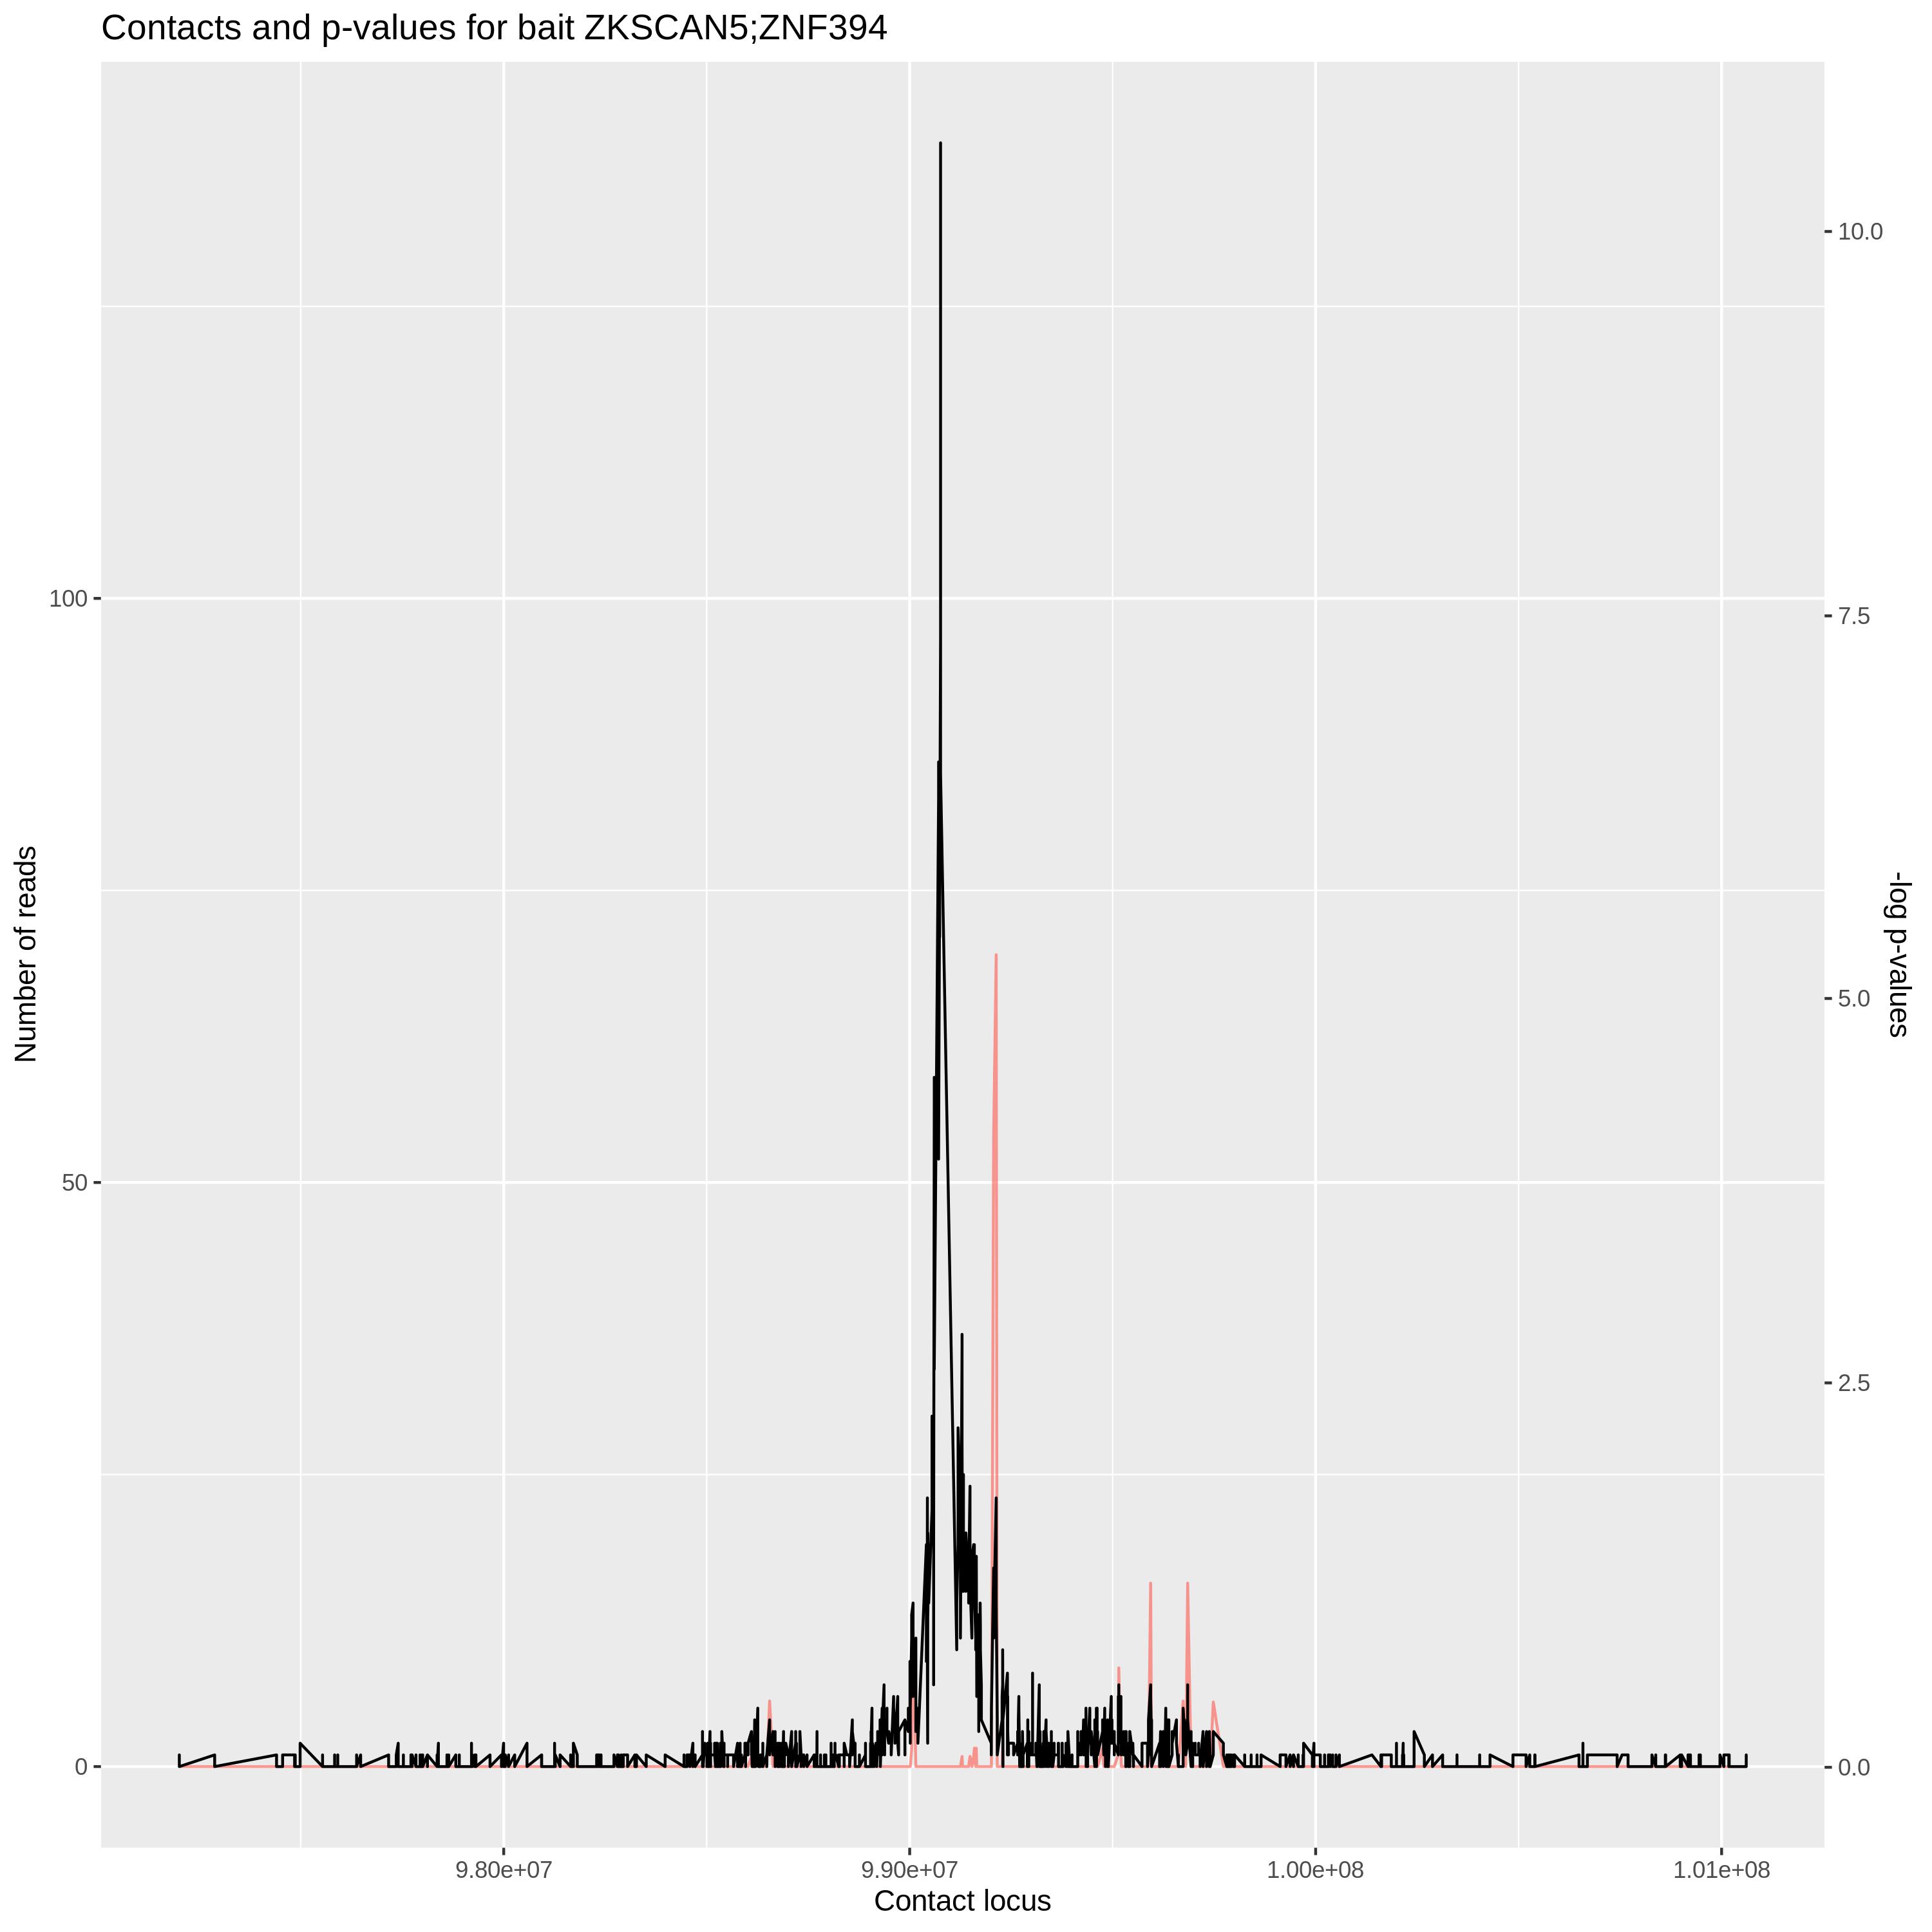 Contacts and p-values for bait ZKSCAN5;ZNF394
10.0
100
7.5
Number of reads
-log p-values
5.0
50
2.5
0
0.0
9.80e+07
9.90e+07
1.00e+08
1.01e+08
Contact locus